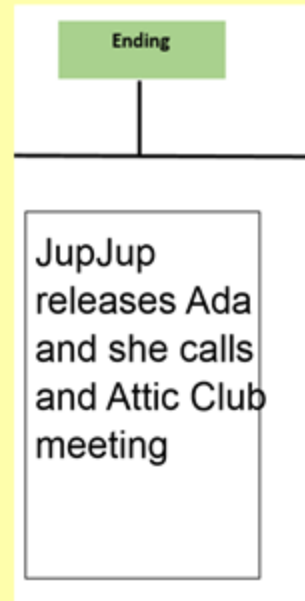 Ending
JupJup
releases Ada
and she calls
and Attic Club
meeting